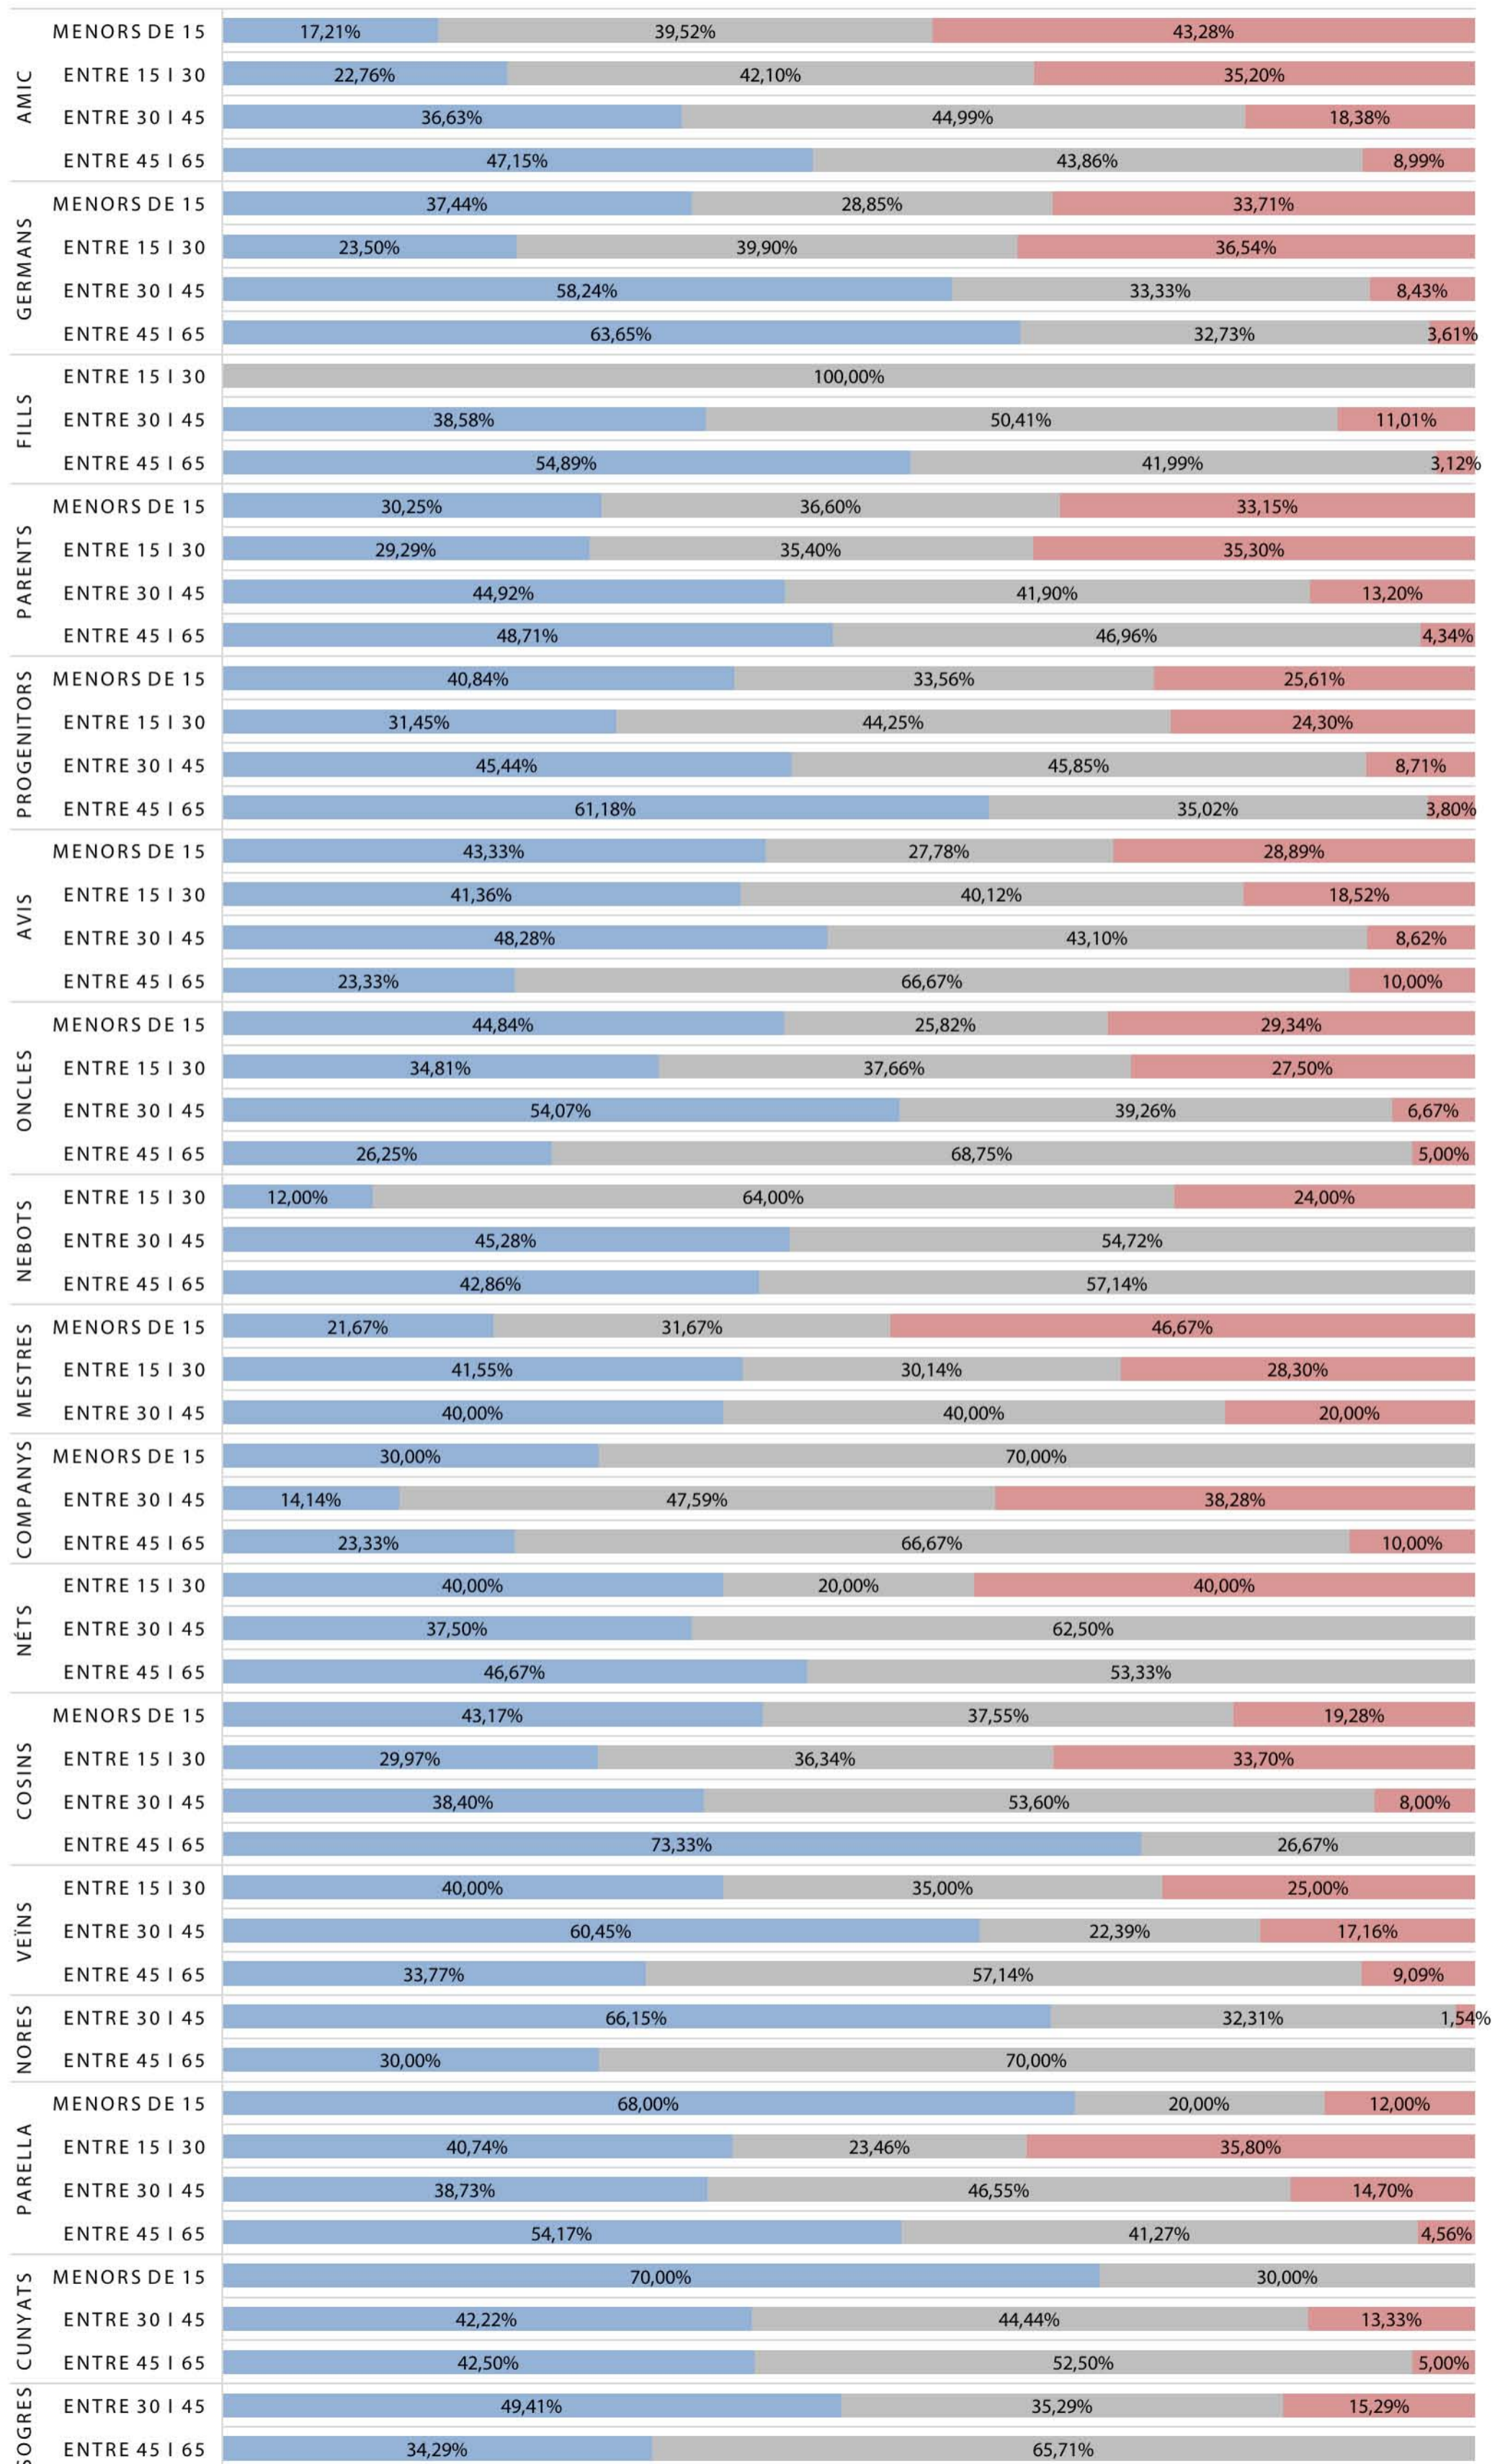 AMIC
MENORS DE 15 17,21% 39,52% 43,28%
ENTRE 15 I 30 22,76% 42,10% 35,20%
ENTRE 30 I 45 36,63% 44,99% 18,38%
ENTRE 45 I 65 47,15% 43,86% 8,99%
GERMANS
MENORS DE 15 37,44% 28,85% 33,71%
ENTRE 15 I 30 23,50% 39,90% 36,54%
ENTRE 30 I 45 58,24% 33,33% 8,43%
ENTRE 45 I 65 63,65% 32,73% 3,61%
FILLS
ENTRE 15 I 30 100,00%
ENTRE 30 I 45 38,58% 50,41% 11,01%
ENTRE 45 I 65 54,89% 41,99% 3,12%
PARENTS
MENORS DE 15 30,25% 36,60% 33,15%
ENTRE 15 I 30 29,29% 35,40% 35,30%
ENTRE 30 I 45 44,92% 41,90% 13,20%
ENTRE 45 I 65 48,71% 46,96% 4,34%
PROGENITORS
MENORS DE 15 40,84% 33,56% 25,61%
ENTRE 15 I 30 31,45% 44,25% 24,30%
ENTRE 30 I 45 45,44% 45,85% 8,71%
ENTRE 45 I 65 61,18% 35,02% 3,80%
AVIS
MENORS DE 15 43,33% 27,78% 28,89%
ENTRE 15 I 30 41,36% 40,12% 18,52%
ENTRE 30 I 45 48,28% 43,10% 8,62%
ENTRE 45 I 65 23,33% 66,67% 10,00%
ONCLES
MENORS DE 15 44,84% 25,82% 29,34%
ENTRE 15 I 30 34,81% 37,66% 27,50%
ENTRE 30 I 45 54,07% 39,26% 6,67%
ENTRE 45 I 65 26,25% 68,75% 5,00%
NEBOTS
ENTRE 15 I 30 12,00% 64,00% 24,00%
ENTRE 30 I 45 45,28% 54,72%
ENTRE 45 I 65 42,86% 57,14%
MESTRES
MENORS DE 15 21,67% 31,67% 46,67%
ENTRE 15 I 30 41,55% 30,14% 28,30%
ENTRE 30 I 45 40,00% 40,00% 20,00%
COMPANYS
MENORS DE 15 30,00% 70,00%
ENTRE 30 I 45 14,14% 47,59% 38,28%
ENTRE 45 I 65 23,33% 66,67% 10,00%
NÉTS
ENTRE 15 I 30 40,00% 20,00% 40,00%
ENTRE 30 I 45 37,50% 62,50%
ENTRE 45 I 65 46,67% 53,33%
COSINS
MENORS DE 15 43,17% 37,55% 19,28%
ENTRE 15 I 30 29,97% 36,34% 33,70%
ENTRE 30 I 45 38,40% 53,60% 8,00%
ENTRE 45 I 65 73,33% 26,67%
VEÏNS
ENTRE 15 I 30 40,00% 35,00% 25,00%
ENTRE 30 I 45 60,45% 22,39% 17,16%
ENTRE 45 I 65 33,77% 57,14% 9,09%
NORES
ENTRE 30 I 45 66,15% 32,31% 1,54%
ENTRE 45 I 65 30,00% 70,00%
PARELLA
MENORS DE 15 68,00% 20,00% 12,00%
ENTRE 15 I 30 40,74% 23,46% 35,80%
ENTRE 30 I 45 38,73% 46,55% 14,70%
ENTRE 45 I 65 54,17% 41,27% 4,56%
CUNYATS
MENORS DE 15 70,00% 30,00%
ENTRE 30 I 45 42,22% 44,44% 13,33%
ENTRE 45 I 65 42,50% 52,50% 5,00%
SOGRES
ENTRE 30 I 45 49,41% 35,29% 15,29%
ENTRE 45 I 65 34,29% 65,71%